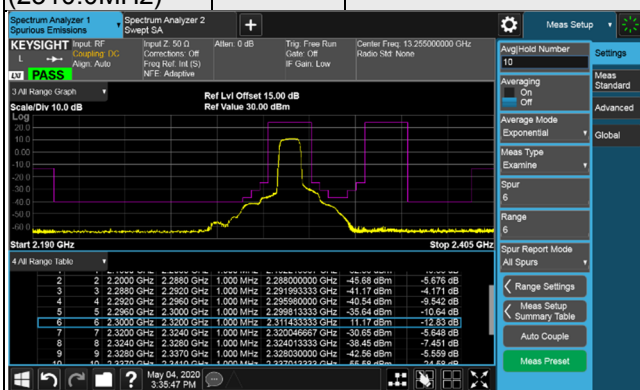 (2310.0MHz)
Spectrum Analyzer 1
Spurious Emissions
Spectrum Analyzer 2
Swept SA
Meas Setup
KEYSIGHT Input: RF
Coupling: DC
Align: Auto
Input Z: 50 Ω
Corrections: Off
Freq Ref: Int (S)
NFE: Adaptive
Atten: 0 dB
Trig: Free Run
Gate: Off
IF Gain: Low
Center Freq: 13.255000000 GHz
Radio Std: None
L
LXI PASS
3 All Range Graph
Scale/Div 10.0 dB
Ref Lvl Offset 15.00 dB
Ref Value 30.00 dBm
Log
20.0
10.0
0.00
-10.0
-20.0
-30.0
-40.0
-50.0
-60.0
Start 2.190 GHz
Stop 2.405 GHz
4 All Range Table
2 2 2.2000 GHz 2.2880 GHz 1.000 MHz 2.288000000 GHz -45.68 dBm -5.676 dB
3 3 2.2880 GHz 2.2920 GHz 1.000 MHz 2.291993333 GHz -41.17 dBm -4.171 dB
4 4 2.2920 GHz 2.2960 GHz 1.000 MHz 2.295980000 GHz -40.54 dBm -9.542 dB
5 5 2.2960 GHz 2.3000 GHz 1.000 MHz 2.299813333 GHz -35.64 dBm -10.64 dB
6 6 2.3000 GHz 2.3200 GHz 1.000 MHz 2.311433333 GHz 11.17 dBm -12.83 dB
7 7 2.3200 GHz 2.3240 GHz 1.000 MHz 2.320046667 GHz -30.65 dBm -5.648 dB
8 8 2.3240 GHz 2.3280 GHz 1.000 MHz 2.324013333 GHz -38.45 dBm -7.451 dB
9 9 2.3280 GHz 2.3370 GHz 1.000 MHz 2.328030000 GHz -42.56 dBm -5.559 dB
May 04, 2020
3:35:47 PM
Avg|Hold Number
10
Averaging
On
Off
Average Mode
Exponential
Meas Type
Examine
Spur
6
Range
6
Spur Report Mode
All Spurs
Range Settings
Meas Setup
Summary Table
Auto Couple
Meas Preset
Settings
Meas
Standard
Advanced
Global